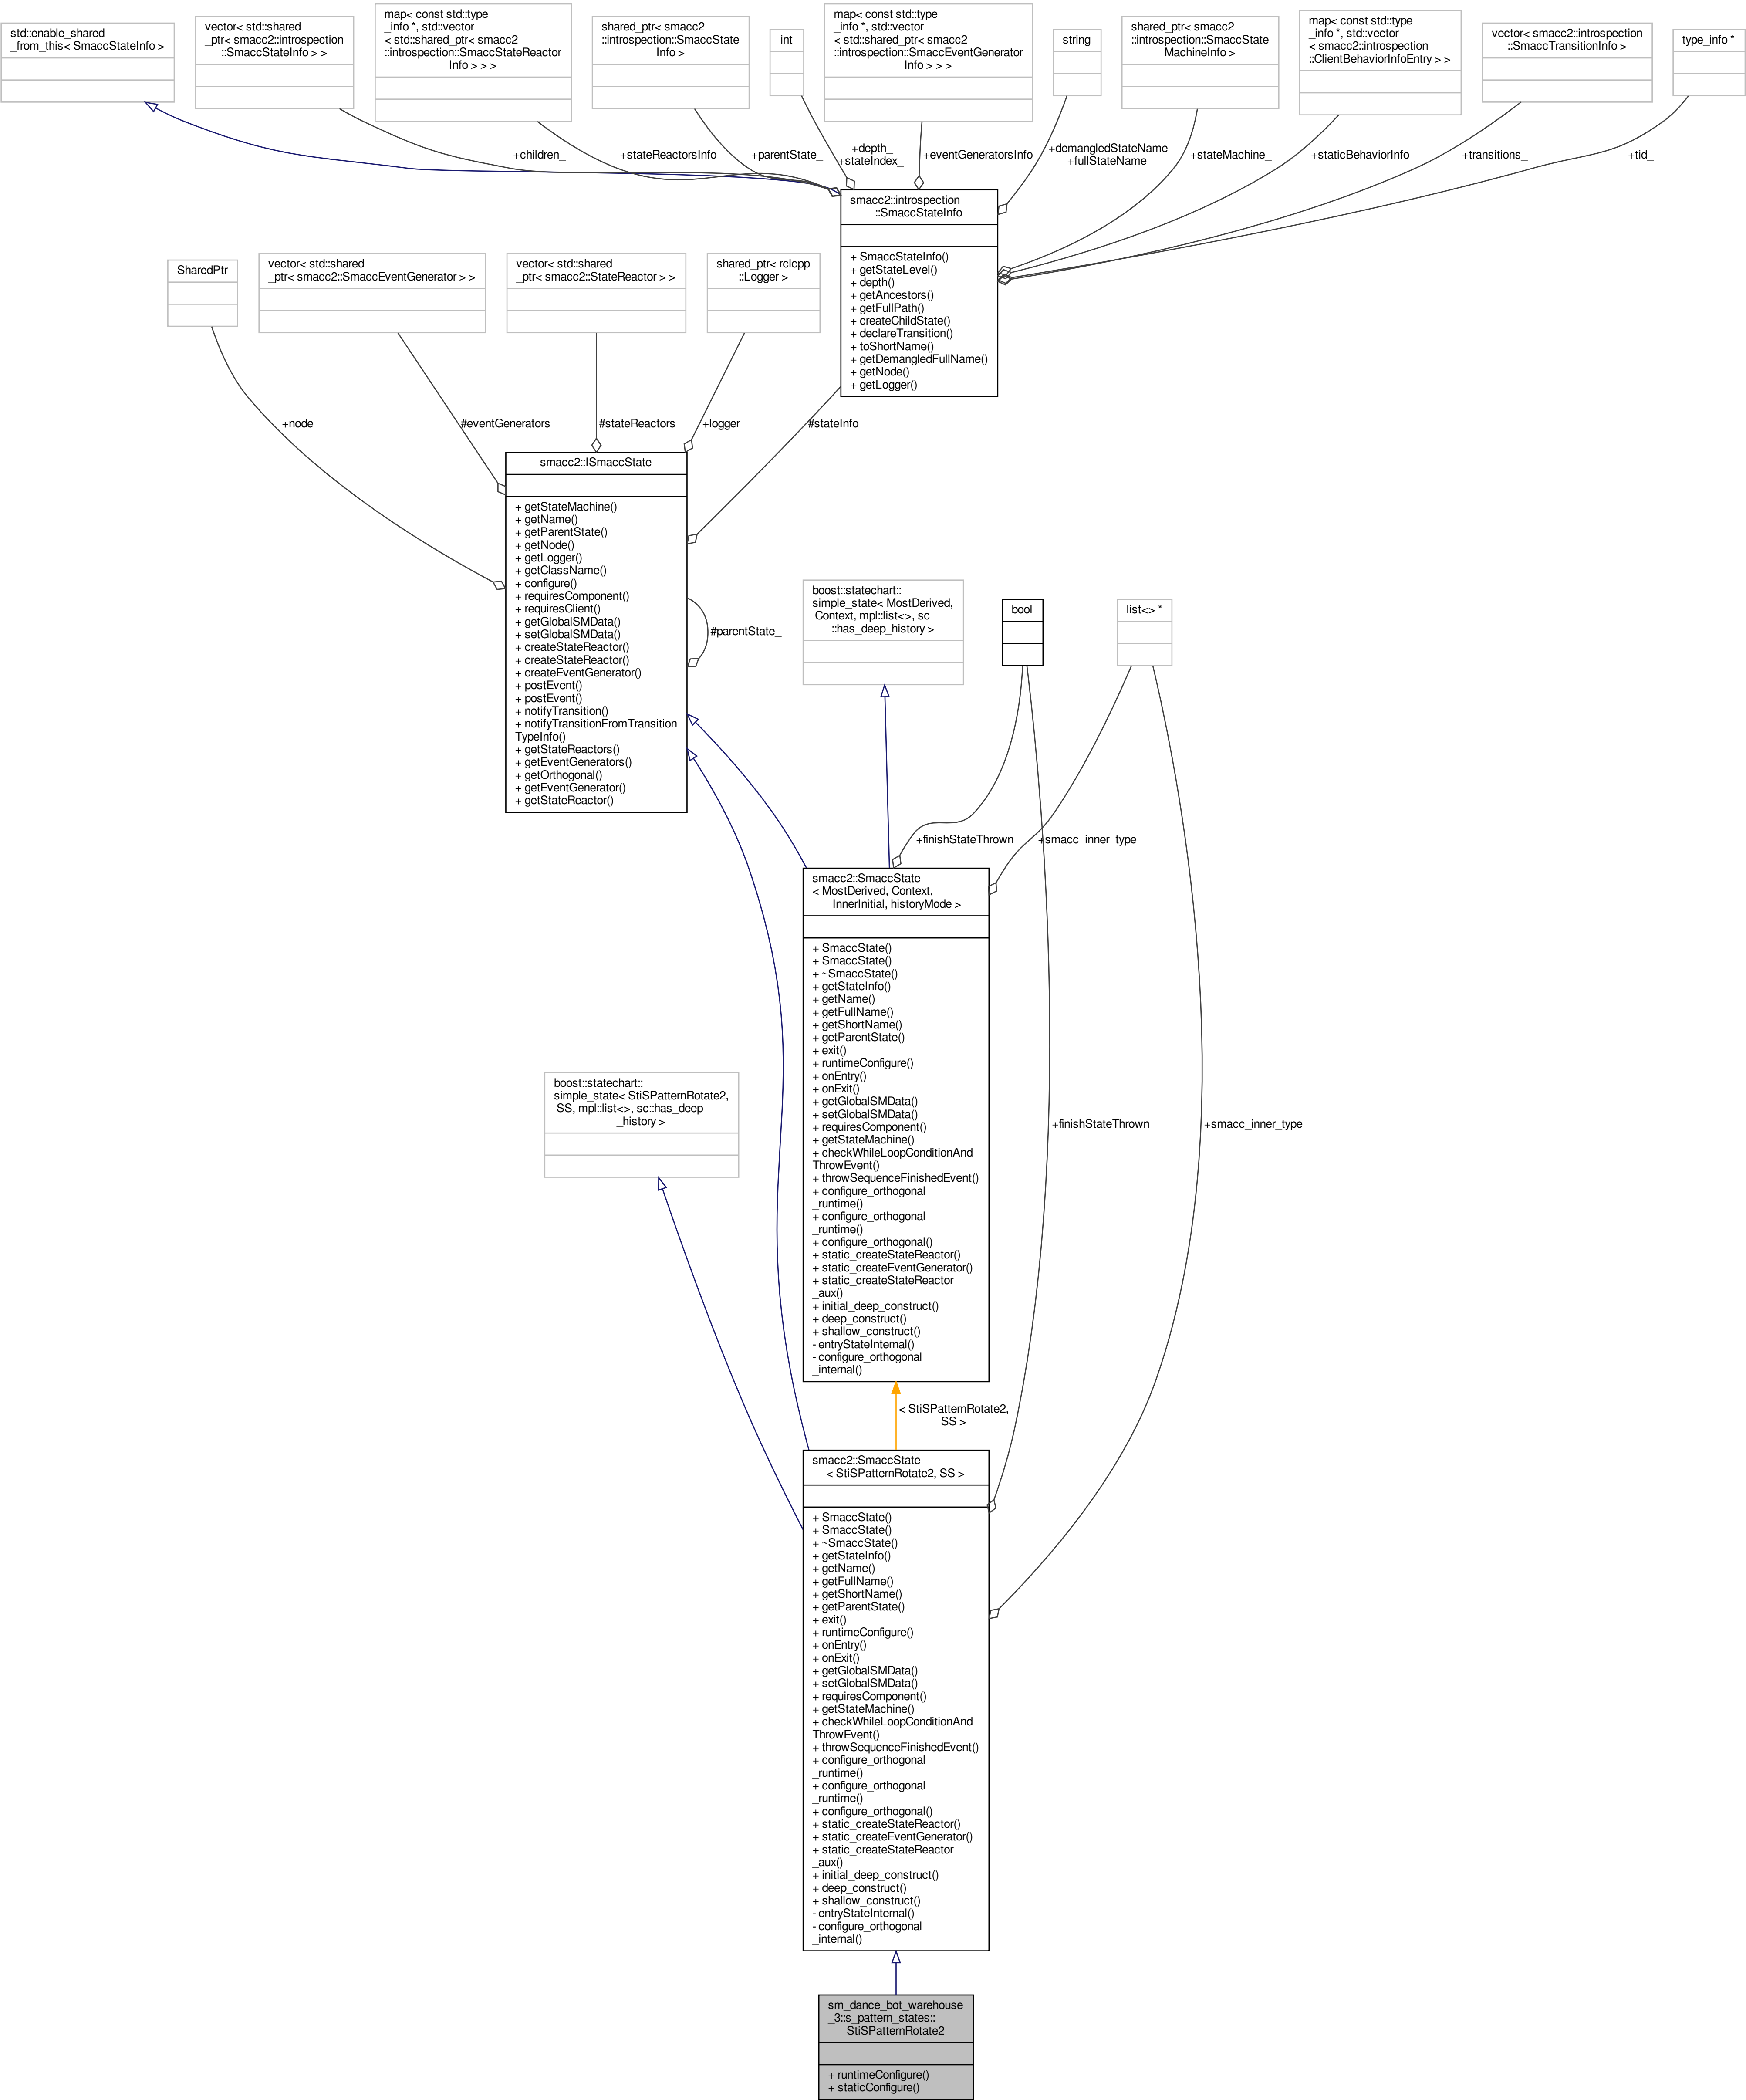 std::enable_shared
_from_this< SmaccStateInfo >
vector< std::shared
_ptr< smacc2::introspection
::SmaccStateInfo > >
map< const std::type
_info *, std::vector
< std::shared_ptr< smacc2
::introspection::SmaccStateReactor
Info > > >
shared_ptr< smacc2
::introspection::SmaccState
Info >
int
map< const std::type
_info *, std::vector
< std::shared_ptr< smacc2
::introspection::SmaccEventGenerator
Info > > >
string
shared_ptr< smacc2
::introspection::SmaccState
MachineInfo >
map< const std::type
_info *, std::vector
< smacc2::introspection
::ClientBehaviorInfoEntry > >
vector< smacc2::introspection
::SmaccTransitionInfo >
type_info *
+children_
+stateReactorsInfo
+parentState_
+depth_
+stateIndex_
+eventGeneratorsInfo
+demangledStateName
+fullStateName
+stateMachine_
+staticBehaviorInfo
+transitions_
+tid_
smacc2::introspection
::SmaccStateInfo
+ SmaccStateInfo()
+ getStateLevel()
+ depth()
+ getAncestors()
+ getFullPath()
+ createChildState()
+ declareTransition()
+ toShortName()
+ getDemangledFullName()
+ getNode()
+ getLogger()
SharedPtr
vector< std::shared
_ptr< smacc2::SmaccEventGenerator > >
vector< std::shared
_ptr< smacc2::StateReactor > >
shared_ptr< rclcpp
::Logger >
+node_
#eventGenerators_
#stateReactors_
+logger_
#stateInfo_
smacc2::ISmaccState
+ getStateMachine()
+ getName()
+ getParentState()
+ getNode()
+ getLogger()
+ getClassName()
+ configure()
+ requiresComponent()
+ requiresClient()
+ getGlobalSMData()
+ setGlobalSMData()
+ createStateReactor()
+ createStateReactor()
+ createEventGenerator()
+ postEvent()
+ postEvent()
+ notifyTransition()
+ notifyTransitionFromTransition
TypeInfo()
+ getStateReactors()
+ getEventGenerators()
+ getOrthogonal()
+ getEventGenerator()
+ getStateReactor()
#parentState_
boost::statechart::
simple_state< MostDerived,
Context, mpl::list<>, sc
::has_deep_history >
bool
list<> *
+finishStateThrown
+smacc_inner_type
smacc2::SmaccState
< MostDerived, Context,
InnerInitial, historyMode >
+ SmaccState()
+ SmaccState()
+ ~SmaccState()
+ getStateInfo()
+ getName()
+ getFullName()
+ getShortName()
+ getParentState()
+ exit()
+ runtimeConfigure()
+ onEntry()
+ onExit()
+ getGlobalSMData()
+ setGlobalSMData()
+ requiresComponent()
+ getStateMachine()
+ checkWhileLoopConditionAnd
ThrowEvent()
+ throwSequenceFinishedEvent()
+ configure_orthogonal
_runtime()
+ configure_orthogonal
_runtime()
+ configure_orthogonal()
+ static_createStateReactor()
+ static_createEventGenerator()
+ static_createStateReactor
_aux()
+ initial_deep_construct()
+ deep_construct()
+ shallow_construct()
- entryStateInternal()
- configure_orthogonal
_internal()
boost::statechart::
simple_state< StiSPatternRotate2,
SS, mpl::list<>, sc::has_deep
_history >
+finishStateThrown
+smacc_inner_type
< StiSPatternRotate2,
SS >
smacc2::SmaccState
< StiSPatternRotate2, SS >
+ SmaccState()
+ SmaccState()
+ ~SmaccState()
+ getStateInfo()
+ getName()
+ getFullName()
+ getShortName()
+ getParentState()
+ exit()
+ runtimeConfigure()
+ onEntry()
+ onExit()
+ getGlobalSMData()
+ setGlobalSMData()
+ requiresComponent()
+ getStateMachine()
+ checkWhileLoopConditionAnd
ThrowEvent()
+ throwSequenceFinishedEvent()
+ configure_orthogonal
_runtime()
+ configure_orthogonal
_runtime()
+ configure_orthogonal()
+ static_createStateReactor()
+ static_createEventGenerator()
+ static_createStateReactor
_aux()
+ initial_deep_construct()
+ deep_construct()
+ shallow_construct()
- entryStateInternal()
- configure_orthogonal
_internal()
sm_dance_bot_warehouse
_3::s_pattern_states::
StiSPatternRotate2
+ runtimeConfigure()
+ staticConfigure()